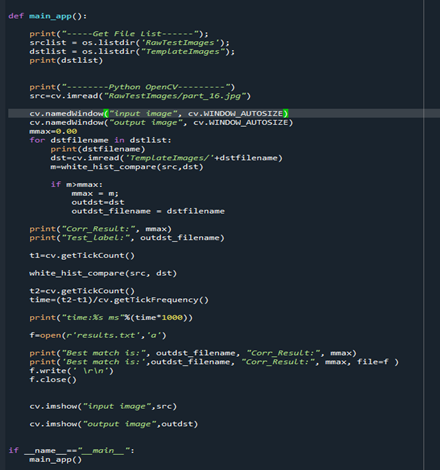 def main_app():
print("-----Get File List------");
srclist = os.listdir('RawTestImages');
dstlist = os.listdir("TemplateImages");
print(dstlist)
print("--------Python OpenCV---------")
src=cv.imread("RawTestImages/part_16.jpg")
cv.namedWindow("input image", cv.WINDOW_AUTOSIZE)
cv.namedWindow("output image", cv.WINDOW_AUTOSIZE)
mmax=0.00
for dstfilename in dstlist:
print(dstfilename)
dst=cv.imread('TemplateImages/'+dstfilename)
m=white_hist_compare(src,dst)
if m>mmax:
mmax = m;
outdst=dst
outdst_filename = dstfilename
print("Corr_Result:", mmax)
print("Test_label:", outdst_filename)
t1=cv.getTickCount()
white_hist_compare(src, dst)
t2=cv.getTickCount()
time=(t2-t1)/cv.getTickFrequency()
print("time:%s ms"%(time*1000))
f=open(r'results.txt','a')
print("Best match is:", outdst_filename, "Corr_Result:", mmax)
print('Best match is:',outdst_filename, "Corr_Result:", mmax, file=f )
f.write(' \r\n')
f.close()
cv.imshow("input image",src)
cv.imshow("output image",outdst)
if __name__=="__main__":
main_app()